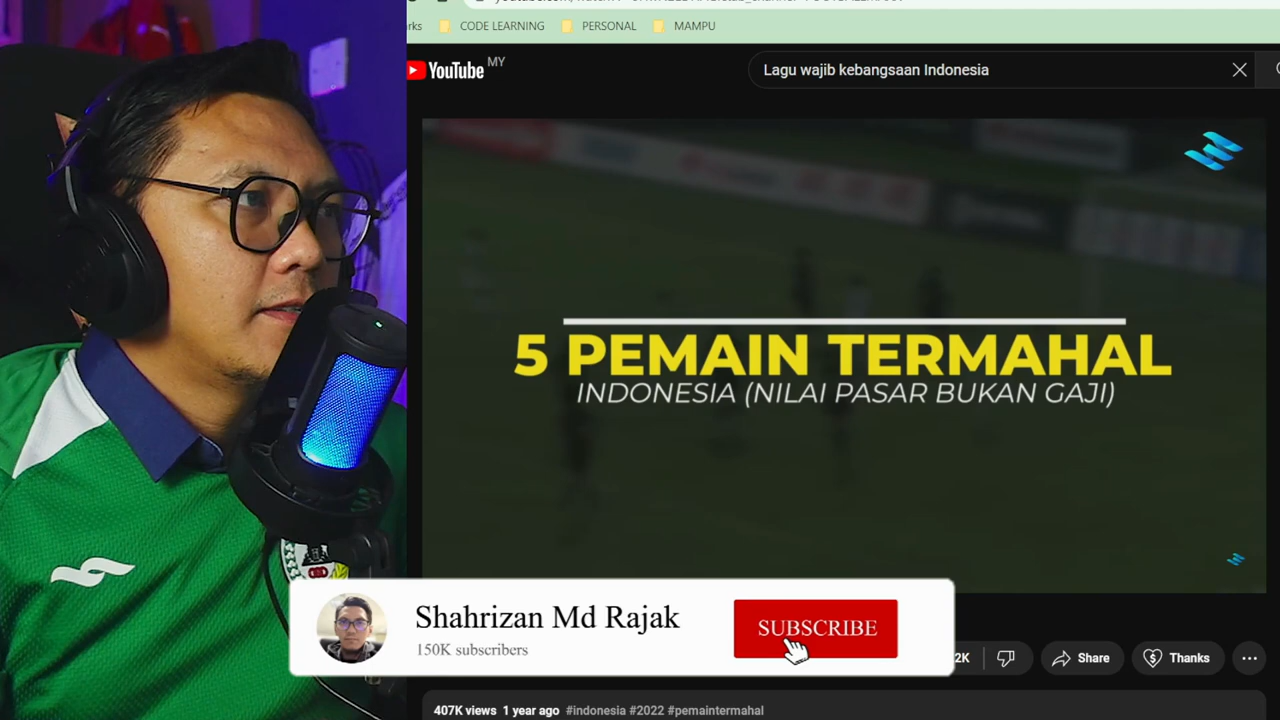 CODE LEARNING
PERSONAL
MAMPU
YouTube MY
Lagu wajib kebangsaan Indonesia
5 PEMAIN TERMAHAL
INDONESIA (NILAI PASAR BUKAN GAJI)
Shahrizan Md Rajak
150K subscribers
SUBSCRIBE
Share
Thanks
407K views 1 year ago #indonesia #2022 #pemaintermahal